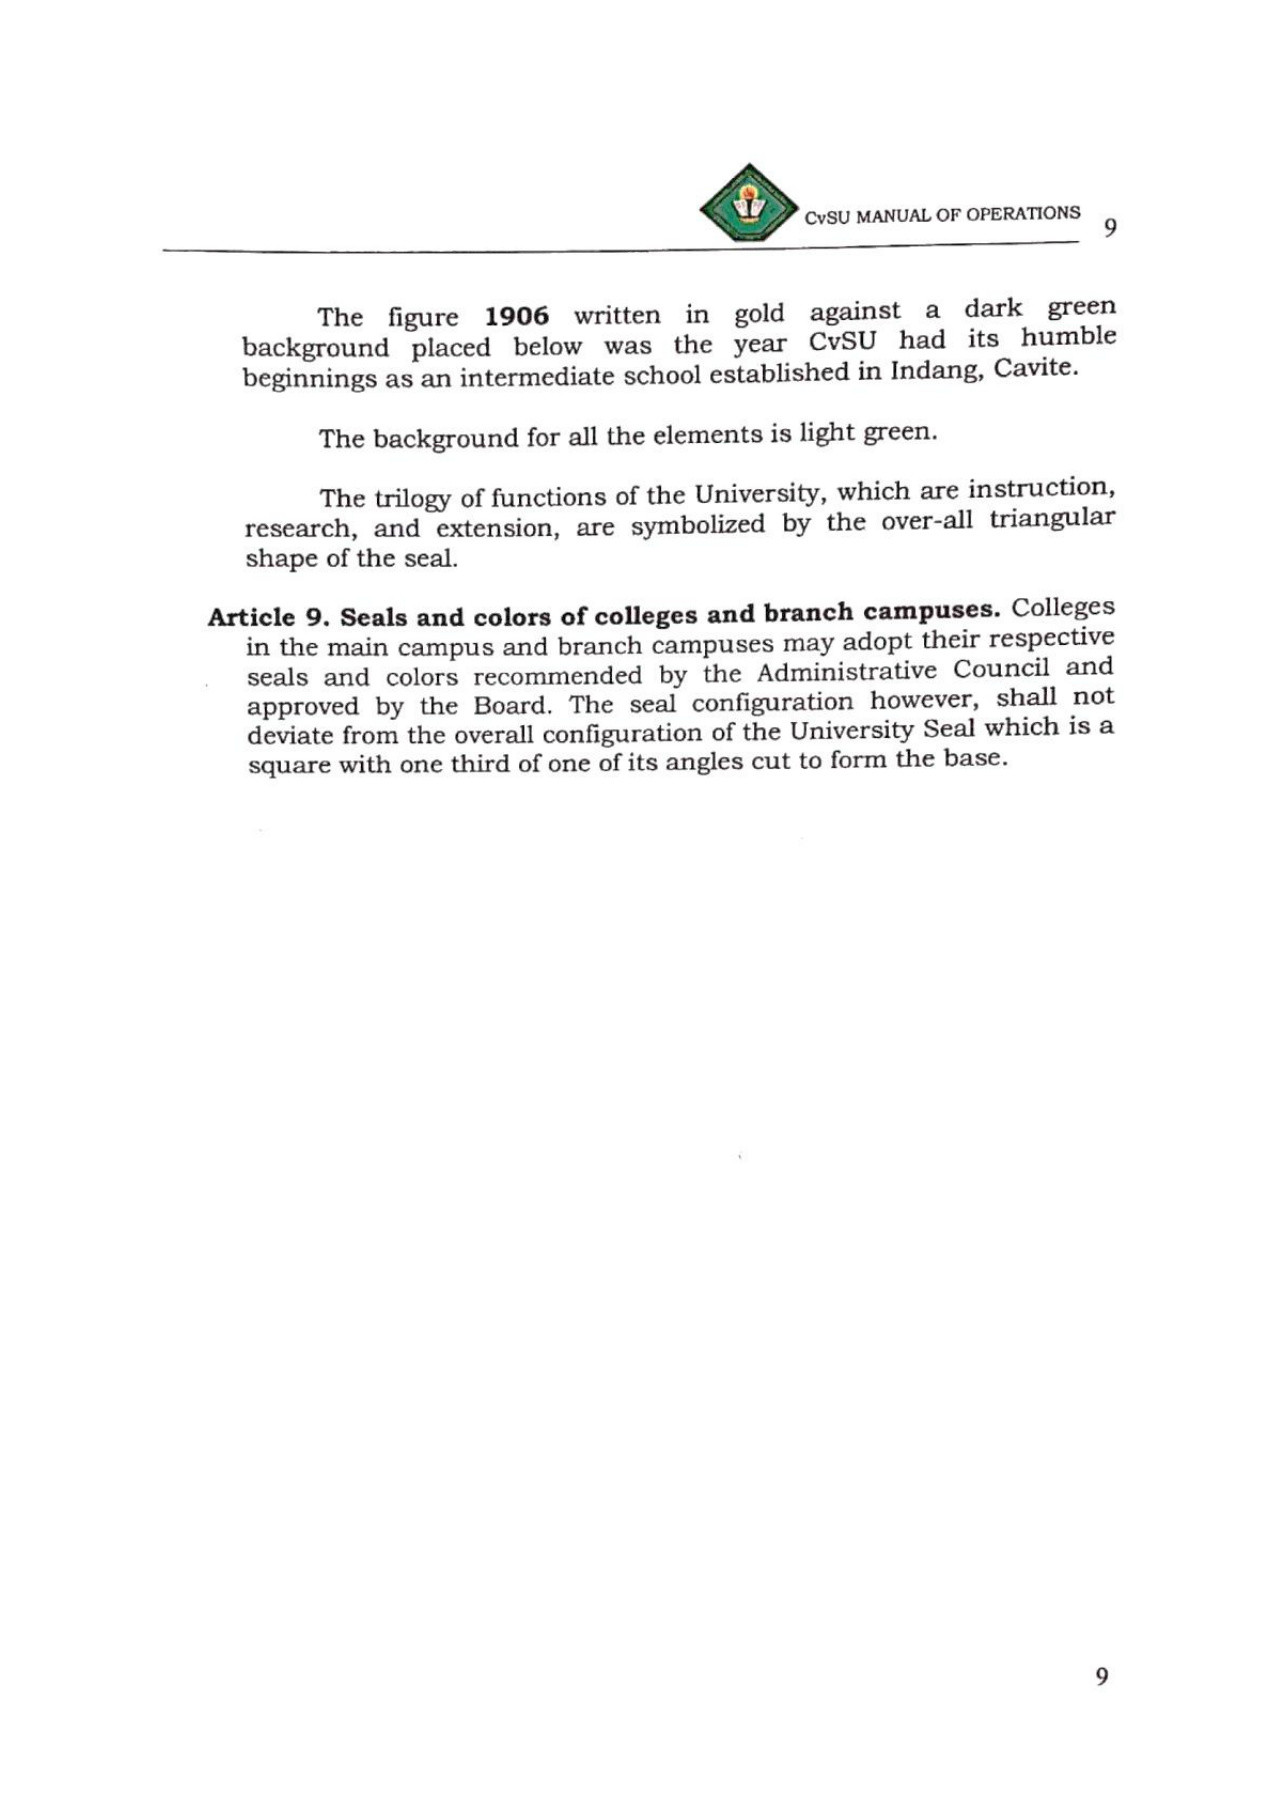 CvSU MANUAL OF OPERATIONS 9
The figure 1906 written in gold against a dark green
background placed below was the year CvSU had its humble
beginnings as an intermediate school established in Indang, Cavite.
The background for all the elements is light green.
The trilogy of functions of the University, which are instruction,
research, and extension, are symbolized by the over-all triangular
shape of the seal.
Article 9. Seals and colors of colleges and branch campuses. Colleges
in the main campus and branch campuses may adopt their respective
seals and colors recommended by the Administrative Council and
approved by the Board. The seal configuration however, shall not
deviate from the overall configuration of the University Seal which is a
square with one third of one of its angles cut to form the base.
9